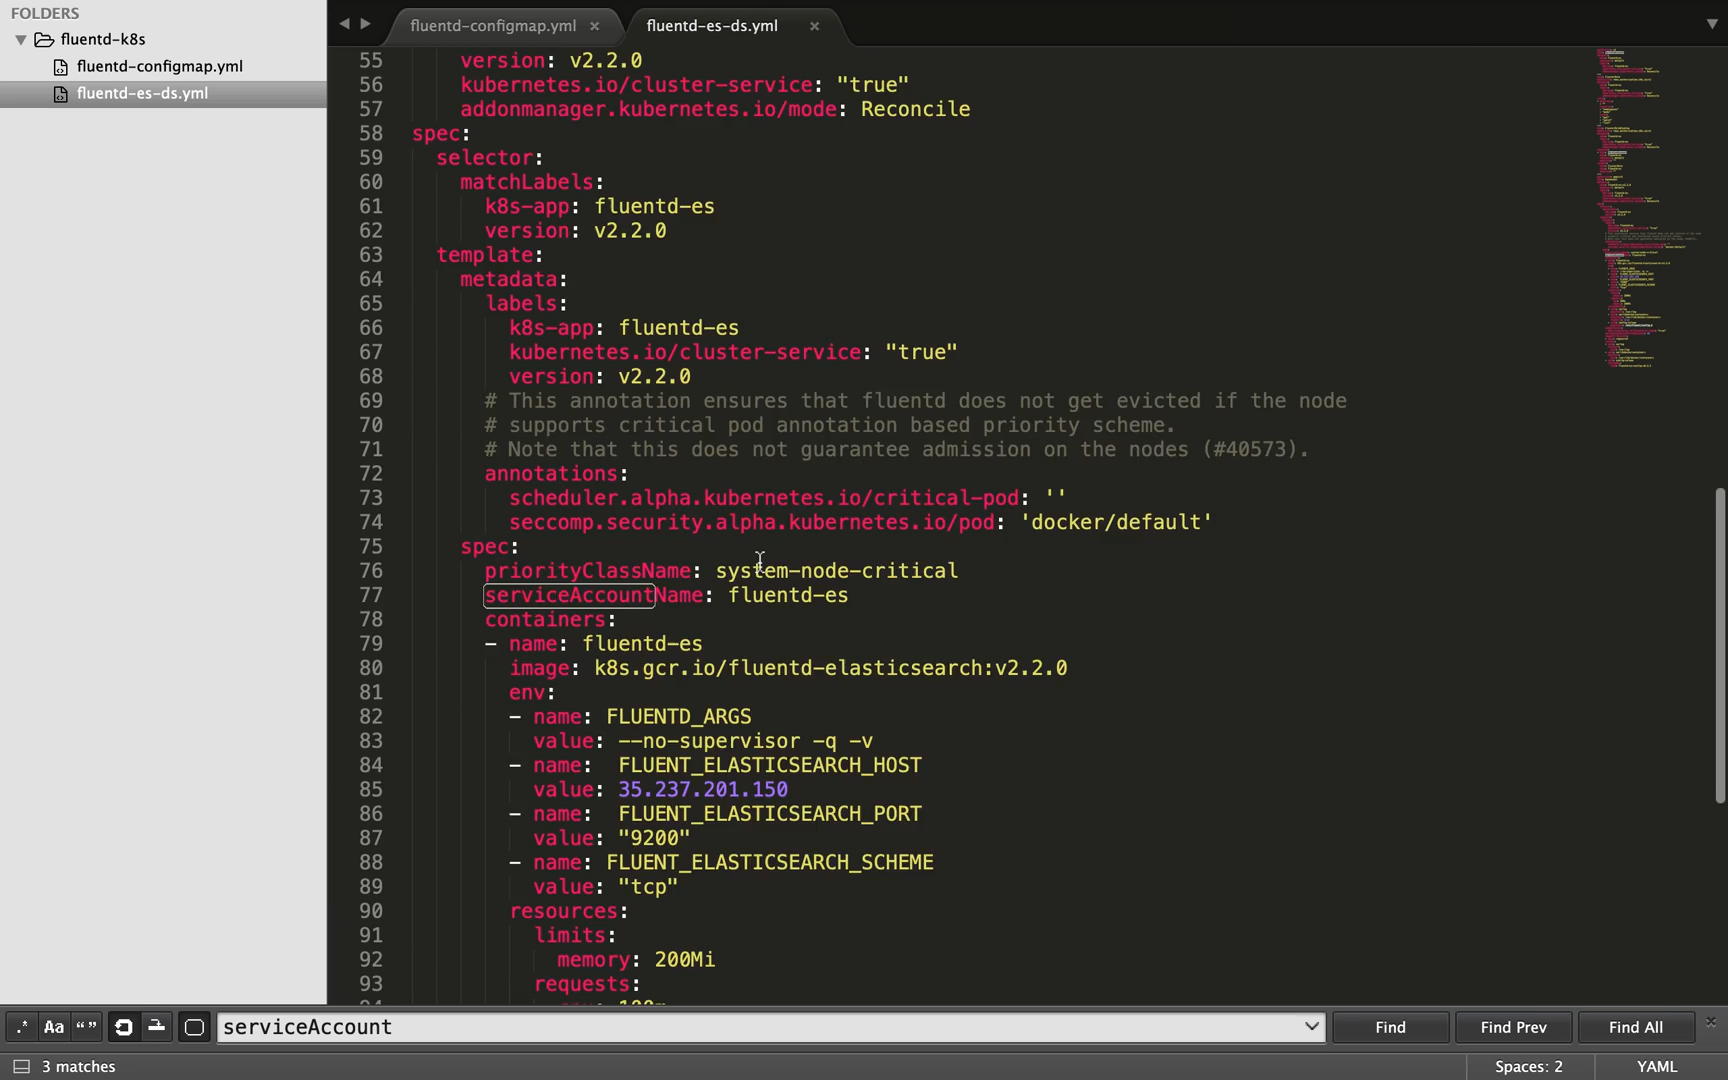 FOLDERS
fluentd-k8s
fluentd-configmap.yml
fluentd-es-ds.yml
fluentd-configmap.yml ×
fluentd-es-ds.yml ×
55 version: v2.2.0
56 kubernetes.io/cluster-service: "true"
57 addonmanager.kubernetes.io/mode: Reconcile
58 spec:
59 selector:
60 matchLabels:
61 k8s-app: fluentd-es
62 version: v2.2.0
63 template:
64 metadata:
65 labels:
66 k8s-app: fluentd-es
67 kubernetes.io/cluster-service: "true"
68 version: v2.2.0
69 # This annotation ensures that fluentd does not get evicted if the node
70 # supports critical pod annotation based priority scheme.
71 # Note that this does not guarantee admission on the nodes (#40573).
72 annotations:
73 scheduler.alpha.kubernetes.io/critical-pod: ''
74 seccomp.security.alpha.kubernetes.io/pod: 'docker/default'
75 spec:
76 priorityClassName: system-node-critical
77 serviceAccountName: fluentd-es
78 containers:
79 - name: fluentd-es
80 image: k8s.gcr.io/fluentd-elasticsearch:v2.2.0
81 env:
82 - name: FLUENTD_ARGS
83 value: --no-supervisor -q -v
84 - name:  FLUENT_ELASTICSEARCH_HOST
85 value: 35.237.201.150
86 - name:  FLUENT_ELASTICSEARCH_PORT
87 value: "9200"
88 - name: FLUENT_ELASTICSEARCH_SCHEME
89 value: "tcp"
90 resources:
91 limits:
92 memory: 200Mi
93 requests:
.* Aa “” serviceAccount Find Find Prev Find All ×
3 matches Spaces: 2 YAML